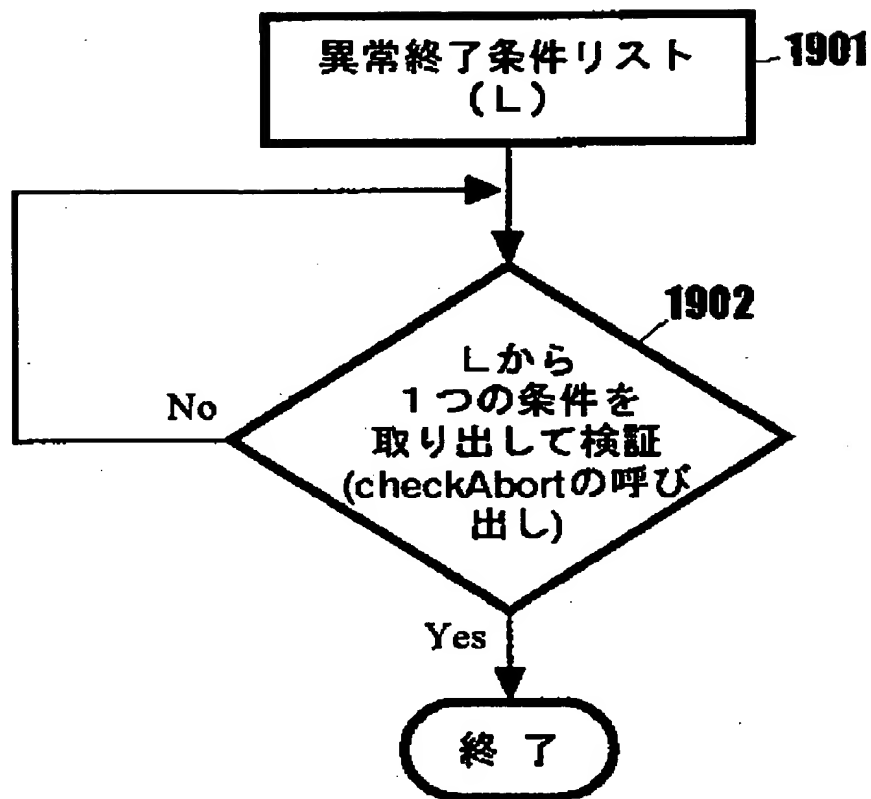 異常終了条件リスト
(L)
1901
1902
Lから
1つの条件を
取り出して検証
(checkAbortの呼び
出し)
No
Yes
終了